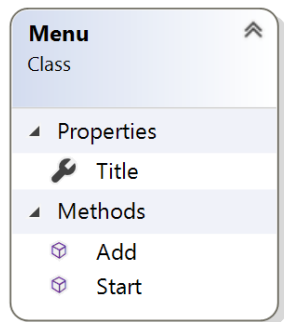 Menu
Class
Properties
Title
Methods
Add
Start